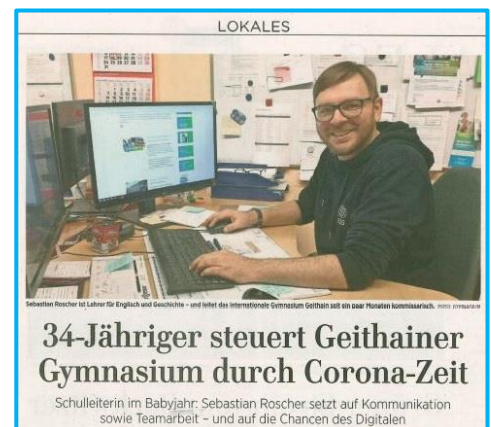 LOKALES
Sebastian Roscher ist Lehrer für Englisch und Geschichte – und leitet das Internationale Gymnasium Geithain seit ein paar Monaten kommissarisch.
34-Jähriger steuert Geithainer
Gymnasium durch Corona-Zeit
Schulleiterin im Babyjahr: Sebastian Roscher setzt auf Kommunikation
sowie Teamarbeit – und auf die Chancen des Digitalen